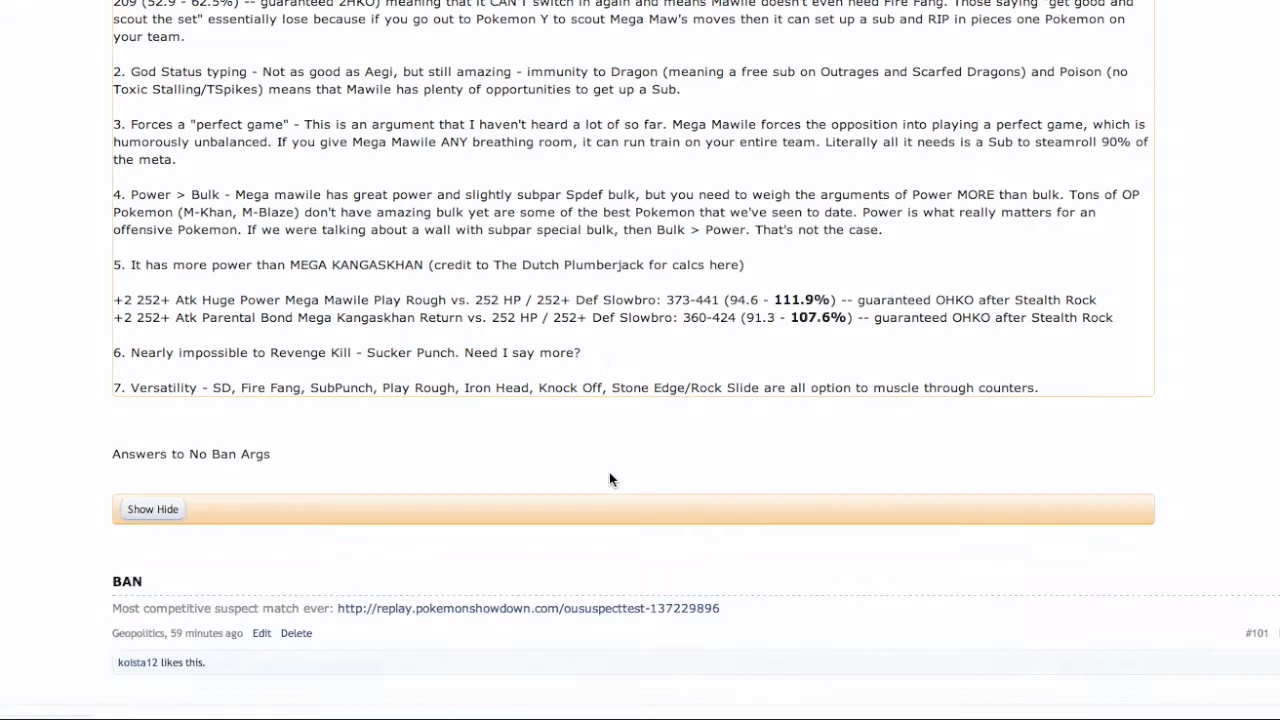 209 (52.9 - 62.5%) -- guaranteed 2HKO) meaning that it CAN'T switch in again and means Mawile doesn't even need Fire Fang. Those saying "get good and
scout the set" essentially lose because if you go out to Pokemon Y to scout Mega Maw's moves then it can set up a sub and RIP in pieces one Pokemon on
your team.
2. God Status typing - Not as good as Aegi, but still amazing - immunity to Dragon (meaning a free sub on Outrages and Scarfed Dragons) and Poison (no
Toxic Stalling/TSpikes) means that Mawile has plenty of opportunities to get up a Sub.
3. Forces a "perfect game" - This is an argument that I haven't heard a lot of so far. Mega Mawile forces the opposition into playing a perfect game, which is
humorously unbalanced. If you give Mega Mawile ANY breathing room, it can run train on your entire team. Literally all it needs is a Sub to steamroll 90% of
the meta.
4. Power > Bulk - Mega mawile has great power and slightly subpar Spdef bulk, but you need to weigh the arguments of Power MORE than bulk. Tons of OP
Pokemon (M-Khan, M-Blaze) don't have amazing bulk yet are some of the best Pokemon that we've seen to date. Power is what really matters for an
offensive Pokemon. If we were talking about a wall with subpar special bulk, then Bulk > Power. That's not the case.
5. It has more power than MEGA KANGASKHAN (credit to The Dutch Plumberjack for calcs here)
+2 252+ Atk Huge Power Mega Mawile Play Rough vs. 252 HP / 252+ Def Slowbro: 373-441 (94.6 - 111.9%) -- guaranteed OHKO after Stealth Rock
+2 252+ Atk Parental Bond Mega Kangaskhan Return vs. 252 HP / 252+ Def Slowbro: 360-424 (91.3 - 107.6%) -- guaranteed OHKO after Stealth Rock
6. Nearly impossible to Revenge Kill - Sucker Punch. Need I say more?
7. Versatility - SD, Fire Fang, SubPunch, Play Rough, Iron Head, Knock Off, Stone Edge/Rock Slide are all option to muscle through counters.
Answers to No Ban Args
Show Hide
BAN
Most competitive suspect match ever: http://replay.pokemonshowdown.com/oususpecttest-137229896
Geopolitics, 59 minutes ago Edit Delete #101
koista12 likes this.